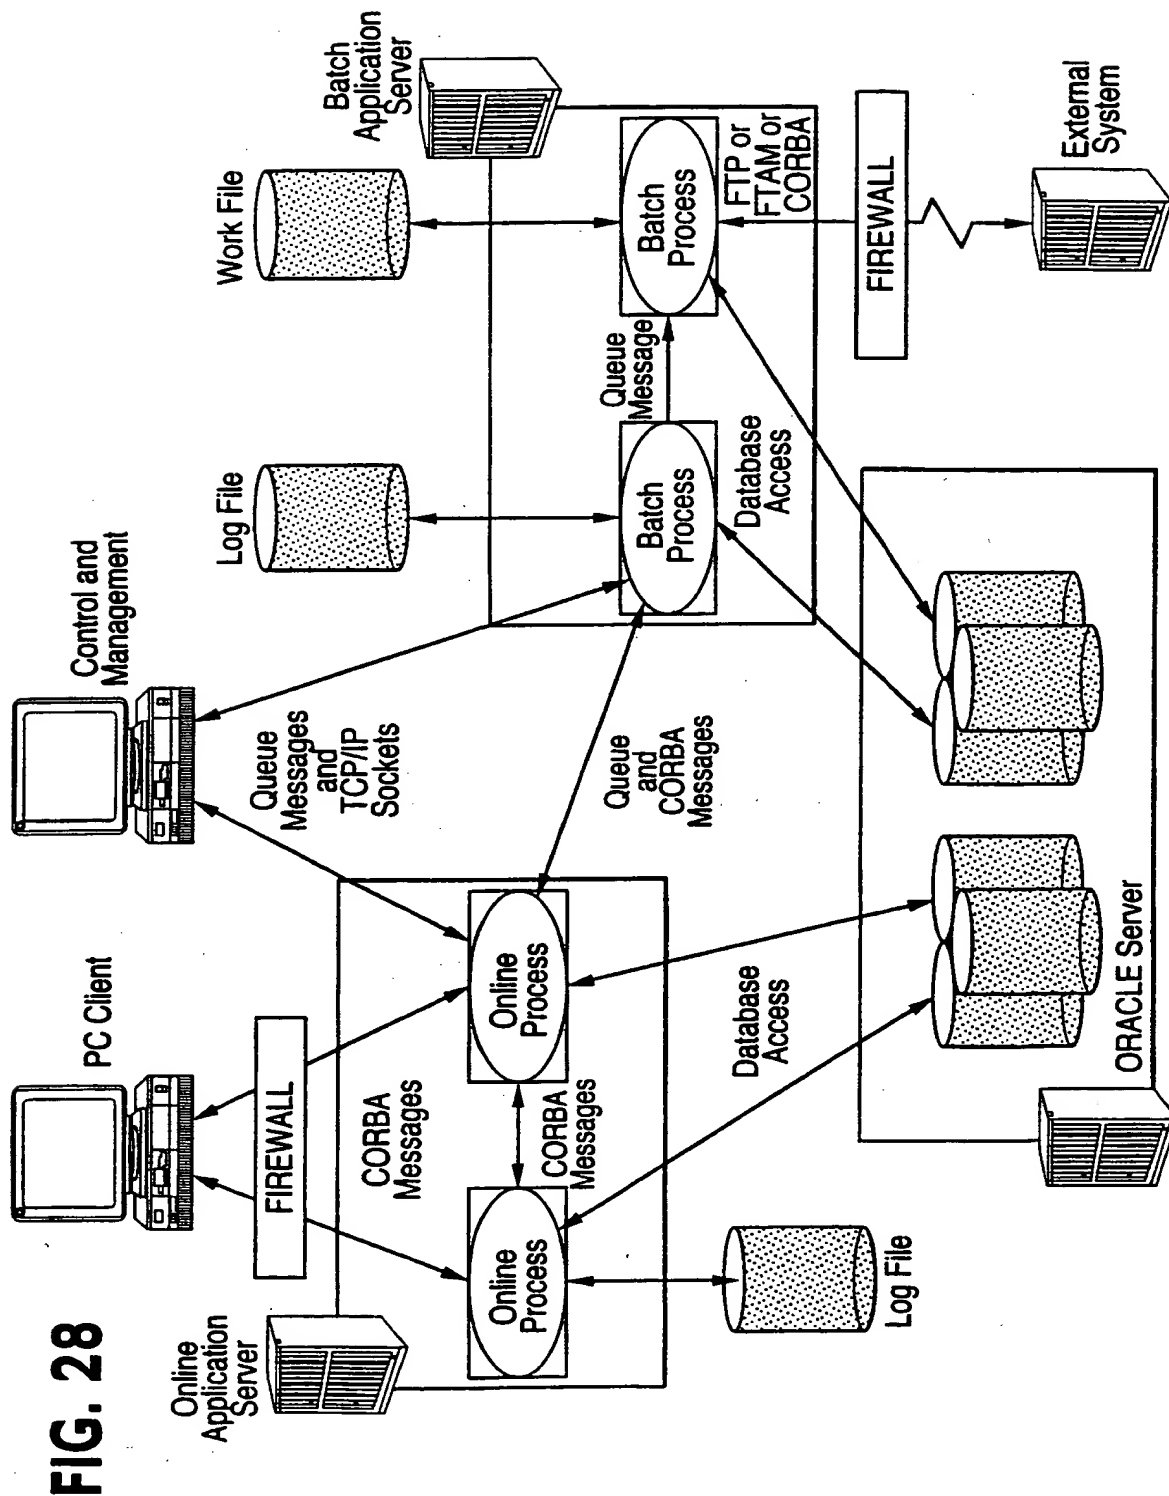 FIG. 28
Online
Application
Server
PC Client
Control and
Management
Log File
Work File
Batch
Application
Server
FIREWALL
CORBA
Messages
Queue
Messages
and
TCP/IP
Sockets
Online
Process
CORBA
Messages
Online
Process
Queue
and
CORBA
Messages
Batch
Process
Queue
Message
Batch
Process
Log File
Database
Access
Database
Access
FTP or
FTAM or
CORBA
FIREWALL
ORACLE Server
External
System